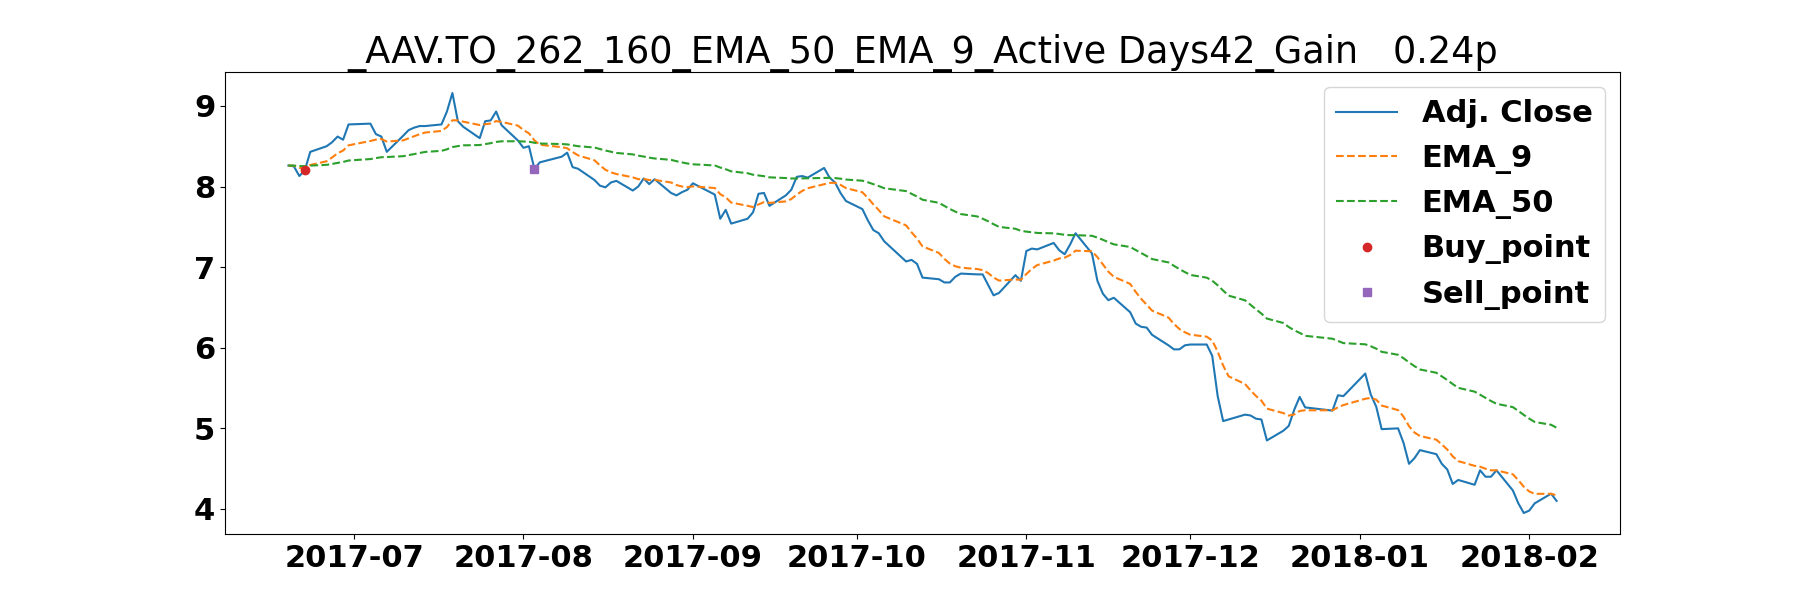 _AAV.TO_262_160_EMA_50_EMA_9_Active Days42_Gain   0.24p
9
8
7
6
5
4
Adj. Close
EMA_9
EMA_50
Buy_point
Sell_point
2017-07 2017-08 2017-09 2017-10 2017-11 2017-12 2018-01 2018-02